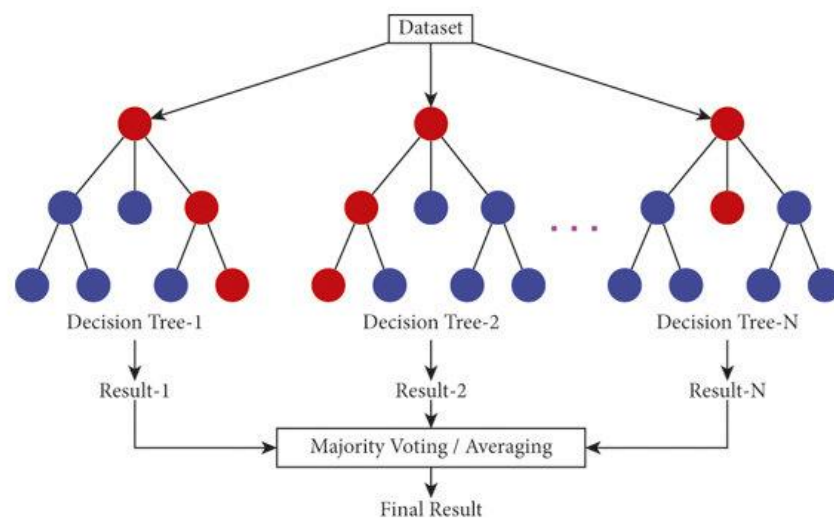 Dataset
Decision Tree-1
Decision Tree-2
Decision Tree-N
Result-1
Result-2
Result-N
Majority Voting / Averaging
Final Result